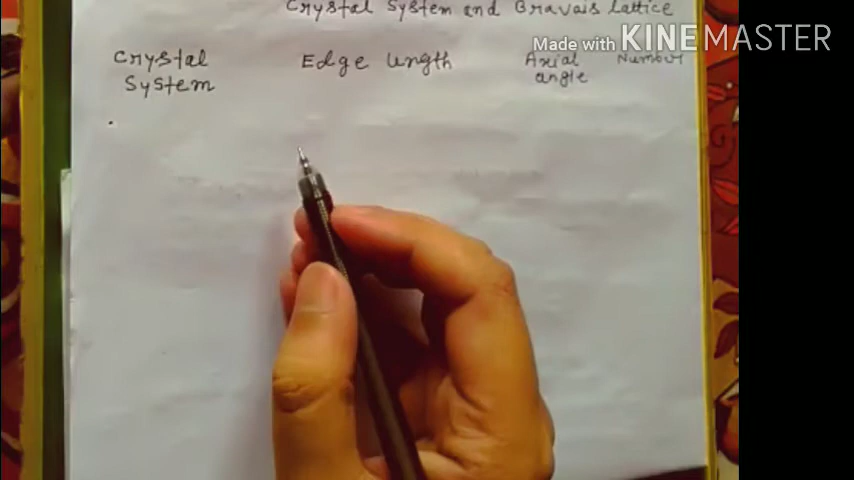 Crystal System and Bravais Lattice
Made with KINEMASTER
Crystal Edge length Axial Number
System angle